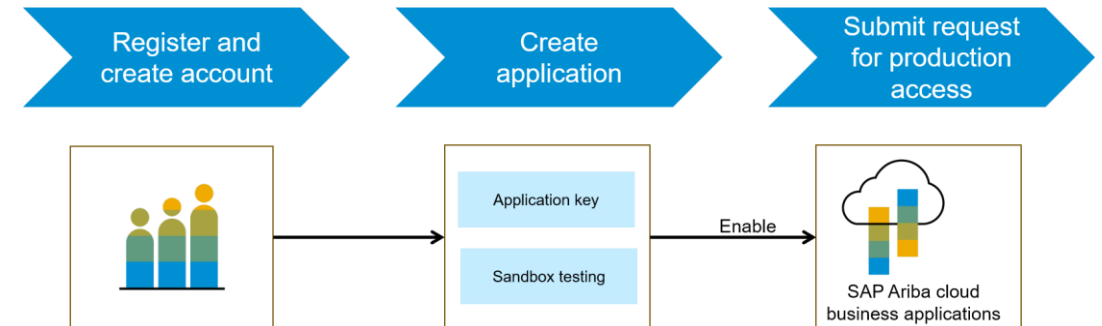 Register and
create account
Create
application
Submit request
for production
access
Application key
Sandbox testing
Enable
SAP Ariba cloud
business applications